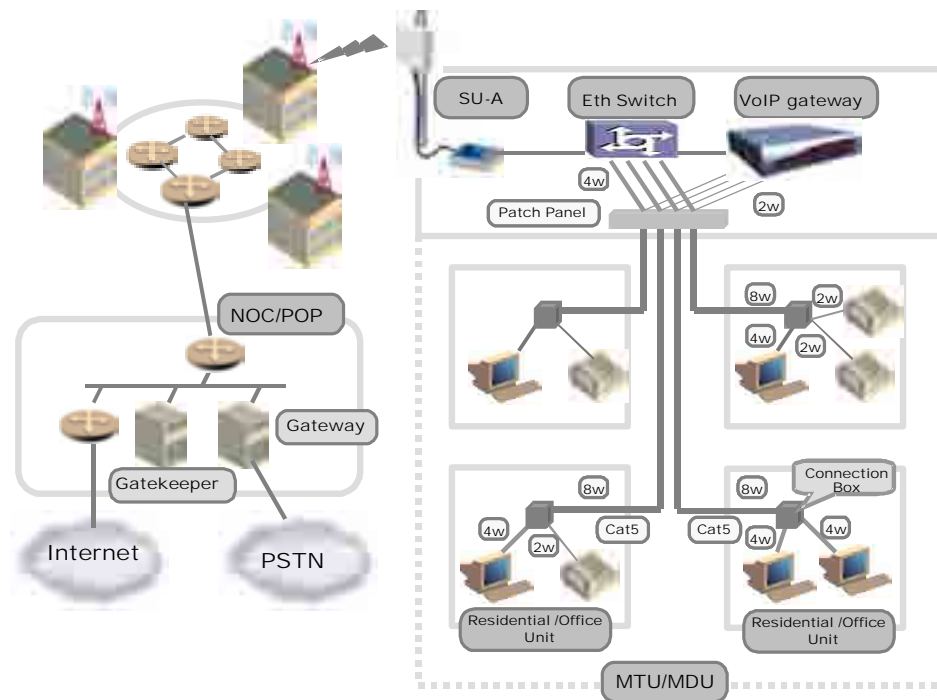 SU-A
Eth Switch
VoIP gateway
4w
2w
Patch Panel
NOC/POP
8w
2w
4w
2w
Gateway
Gatekeeper
Connection
Box
8w
8w
4w
2w
Cat5
Cat5
4w
4w
Internet
PSTN
Residential /Office
Unit
Residential /Office
Unit
MTU/MDU